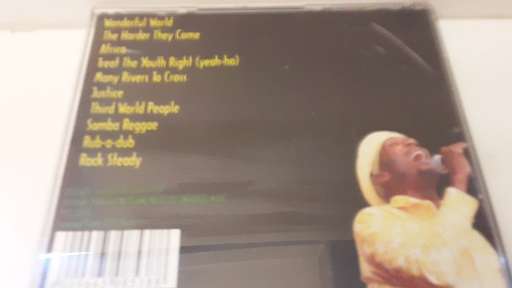 Wonderful World
The Harder They Come
Africa
Treat The Youth Right (yeah-ha)
Many Rivers To Cross
Justice
Third World People
Samba Reggae
Rub-a-dub
Rock Steady